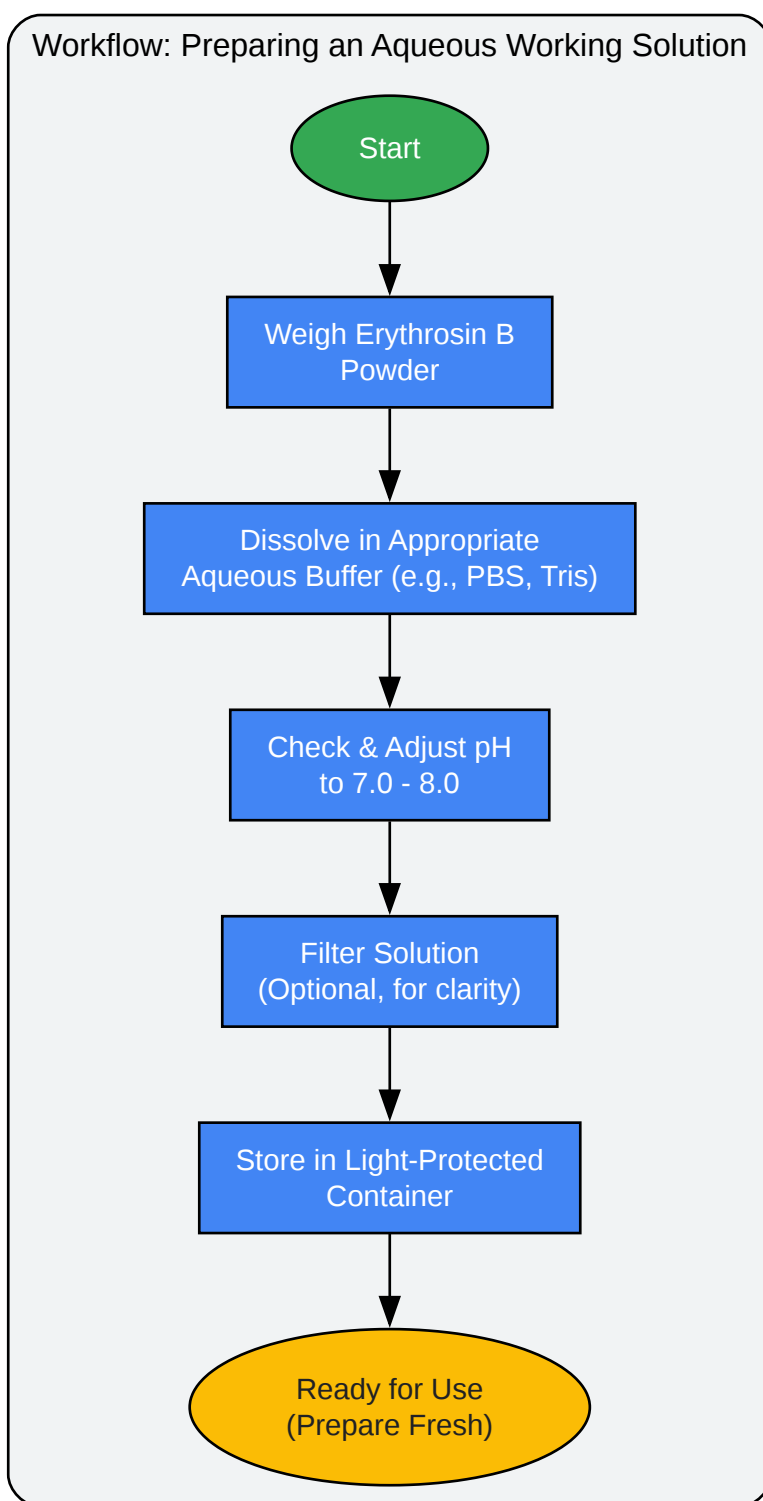 Workflow: Preparing an Aqueous Working Solution
Start
Weigh Erythrosin B
Powder
Dissolve in Appropriate
Aqueous Buffer (e.g., PBS, Tris)
Check & Adjust pH
to 7.0 - 8.0
Filter Solution
(Optional, for clarity)
Store in Light-Protected
Container
Ready for Use
(Prepare Fresh)